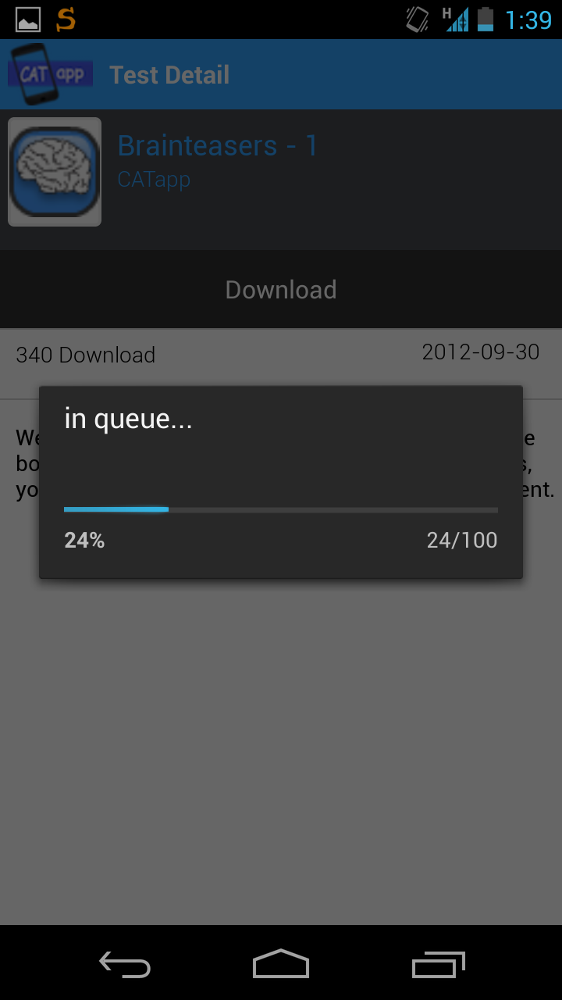 H 1:39
CAT app Test Detail
Brainteasers - 1
CATapp
Download
340 Download 2012-09-30
in queue...
24% 24/100